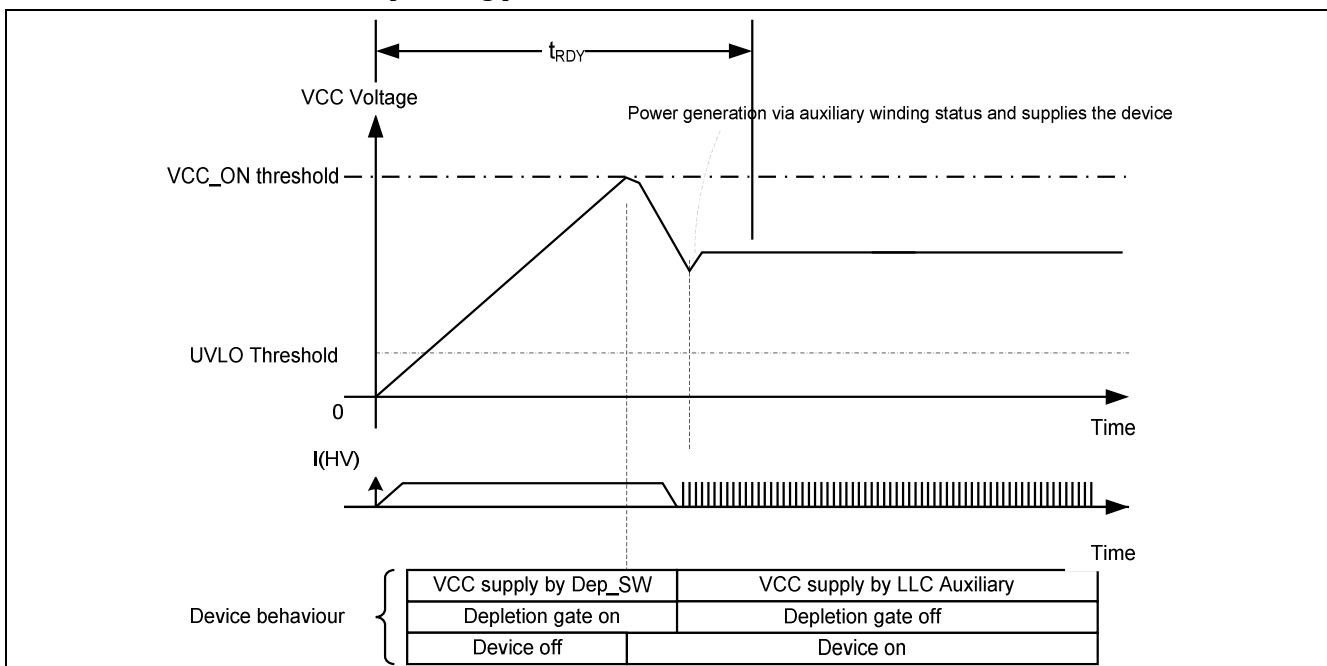 tRDY
VCC Voltage
Power generation via auxiliary winding status and supplies the device
VCC_ON threshold
UVLO Threshold
0
Time
I(HV)
Time
Device behaviour
VCC supply by Dep_SW
VCC supply by LLC Auxiliary
Depletion gate on
Depletion gate off
Device off
Device on